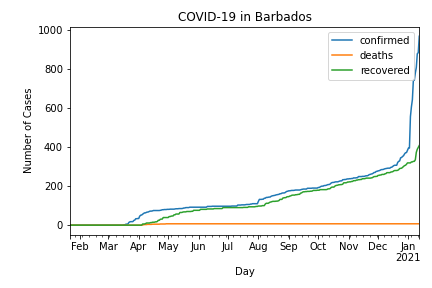 COVID-19 in Barbados
1000
800
600
400
200
0
Number of Cases
confirmed
deaths
recovered
Feb Mar Apr May Jun Jul Aug Sep Oct Nov Dec Jan
2021
Day